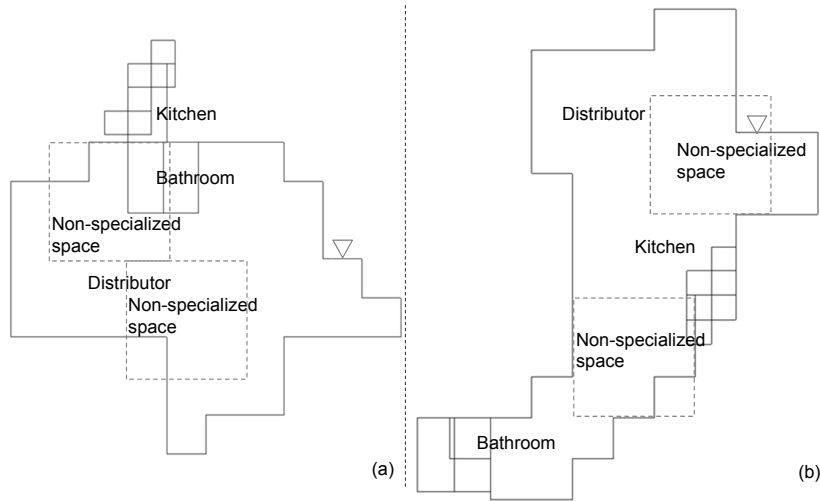 Kitchen
Bathroom
Non-specialized
space
Distributor
Non-specialized
space
(a)
Distributor
Non-specialized
space
Kitchen
Non-specialized
space
Bathroom
(b)